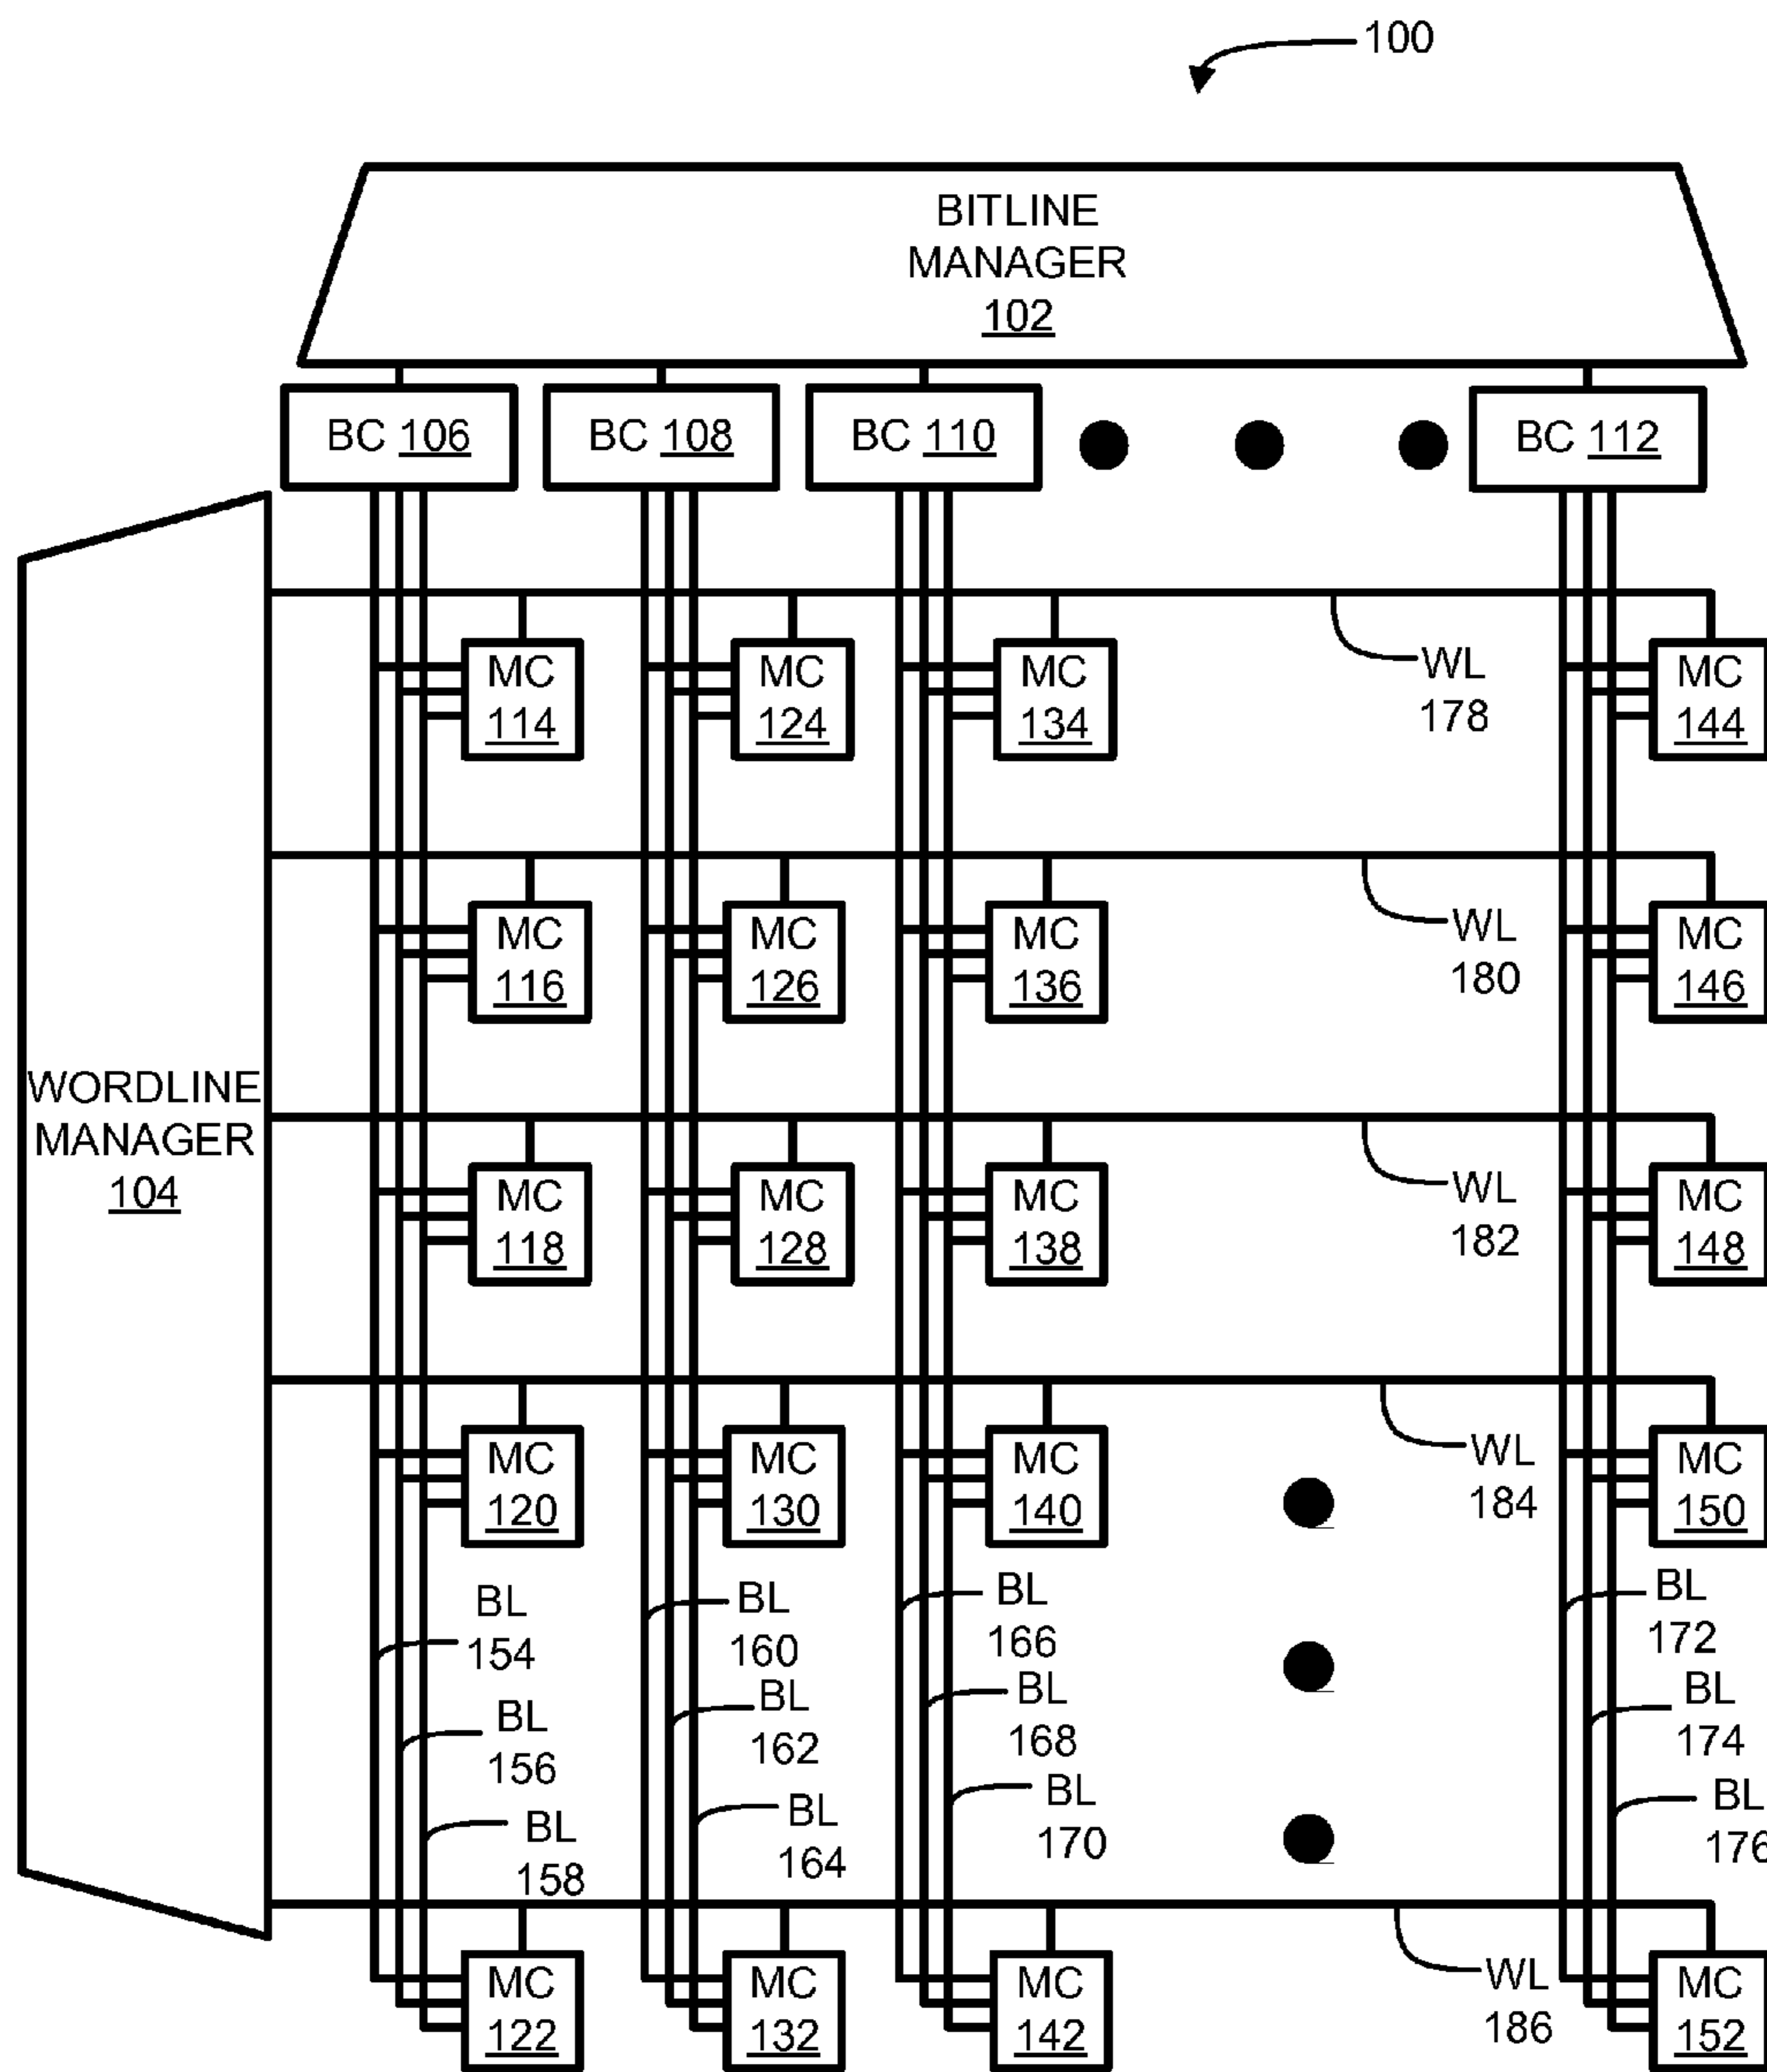 100
BITLINE
MANAGER
102
BC 106
BC 108
BC 110
BC 112
WORDLINE
MANAGER
104
MC
114
MC
124
MC
134
WL
178
MC
144
MC
116
MC
126
MC
136
WL
180
MC
146
MC
118
MC
128
MC
138
WL
182
MC
148
MC
120
MC
130
MC
140
WL
184
MC
150
BL
154
BL
160
BL
166
BL
172
BL
156
BL
162
BL
168
BL
174
BL
158
BL
164
BL
170
BL
176
MC
122
MC
132
MC
142
WL
186
MC
152